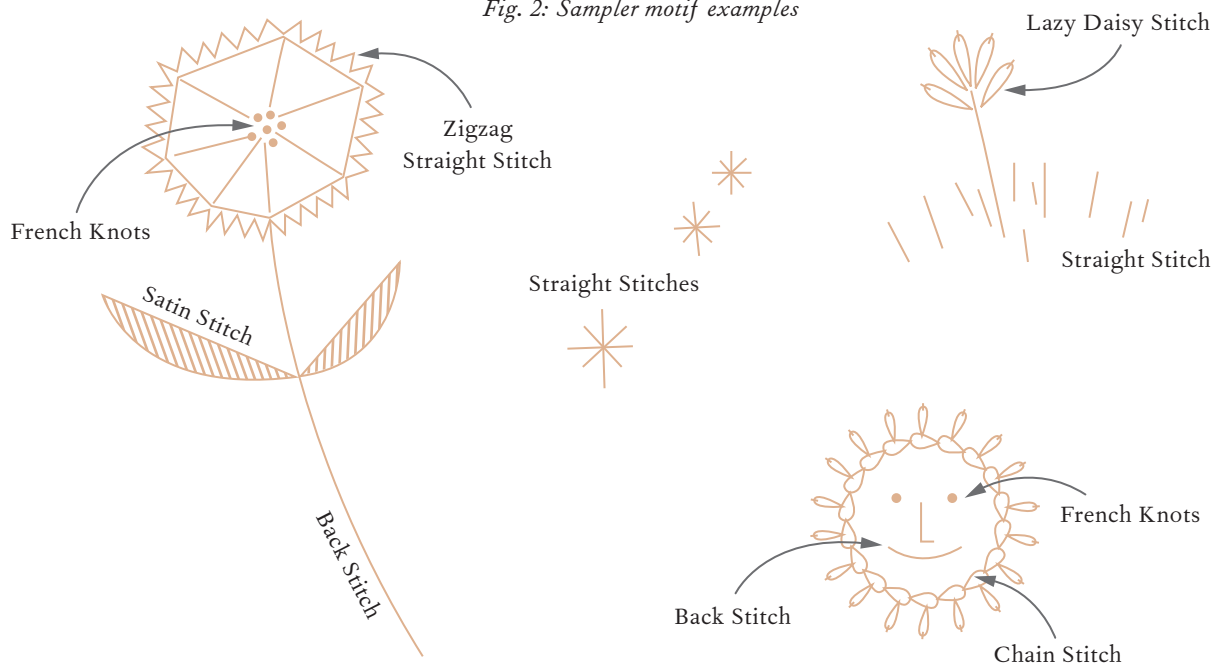 Fig. 2: Sampler motif examples
Lazy Daisy Stitch
Zigzag
Straight Stitch
French Knots
Straight Stitch
Straight Stitches
Satin Stitch
French Knots
Back Stitch
Back Stitch
Chain Stitch